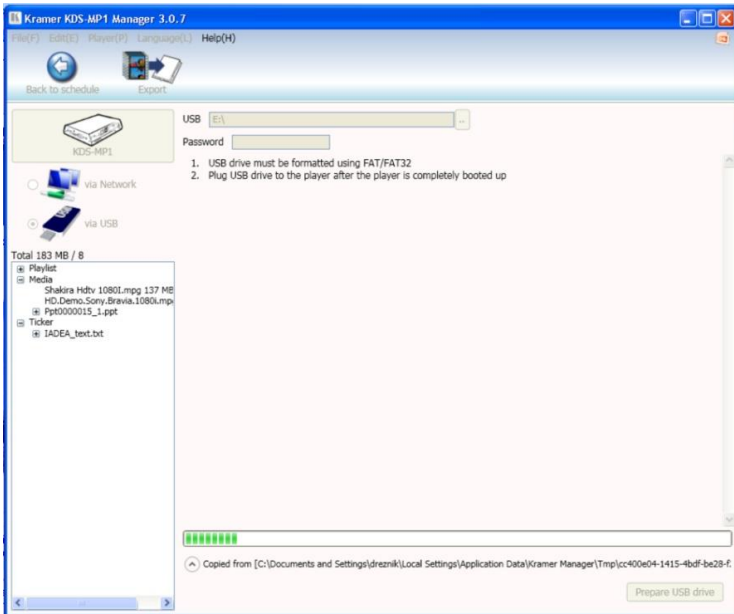 Kramer KDS-MP1 Manager 3.0.7
File(F) Edit(E) Player(P) Language(L) Help(H)
Back to schedule Export
USB E:\ ..
Password
KDS-MP1
1. USB drive must be formatted using FAT/FAT32
2. Plug USB drive to the player after the player is completely booted up
via Network
via USB
Total 183 MB / 8
Playlist
Media
Shakira Hdtv 1080I.mpg 137 MB
HD.Demo.Sony.Bravia.1080i.mp
Ppt0000015_1.ppt
Ticker
IADEA_text.txt
Copied from [C:\Documents and Settings\dreznik\Local Settings\Application Data\Kramer Manager\Tmp\cc400e04-1415-4bdf-be28-f.
Prepare USB drive